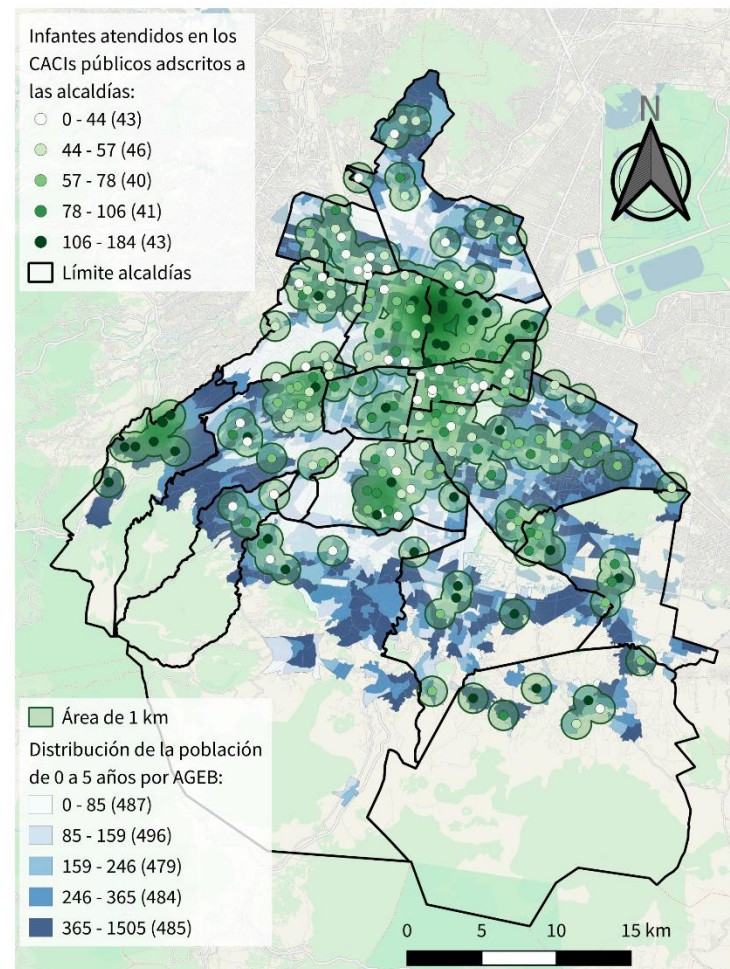 Infantes atendidos en los
CACIs públicos adscritos a
las alcaldías:
0 - 44 (43)
44 - 57 (46)
57 - 78 (40)
78 - 106 (41)
106 - 184 (43)
Límite alcaldías
N
Área de 1 km
Distribución de la población
de 0 a 5 años por AGEB:
0 - 85 (487)
85 - 159 (496)
159 - 246 (479)
246 - 365 (484)
365 - 1505 (485)
0 5 10 15 km